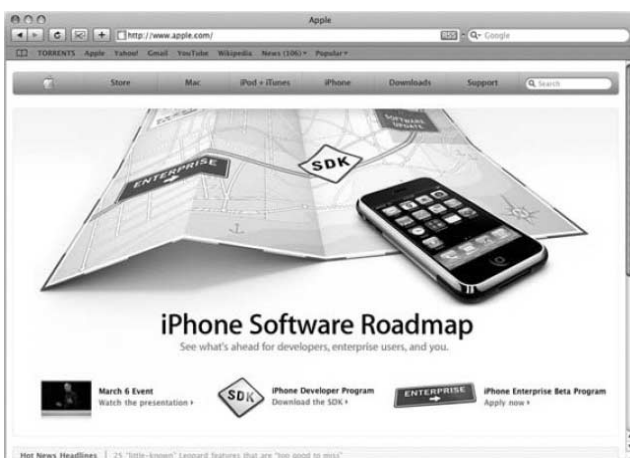 Apple
http://www.apple.com/
RSS
Q- Google
TORRENTS Apple Yahoo! Gmail YouTube Wikipedia News (106) Popular
Store Mac iPod + iTunes iPhone Downloads Support Search
SOFTWARE
UPDATE
SDK
ENTERPRISE
iPhone Software Roadmap
See what's ahead for developers, enterprise users, and you.
March 6 Event
Watch the presentation
SDK
iPhone Developer Program
Download the SDK
ENTERPRISE
iPhone Enterprise Beta Program
Apply now
Hot News Headlines 25 "little-known" Leopard features that are "too good to miss"